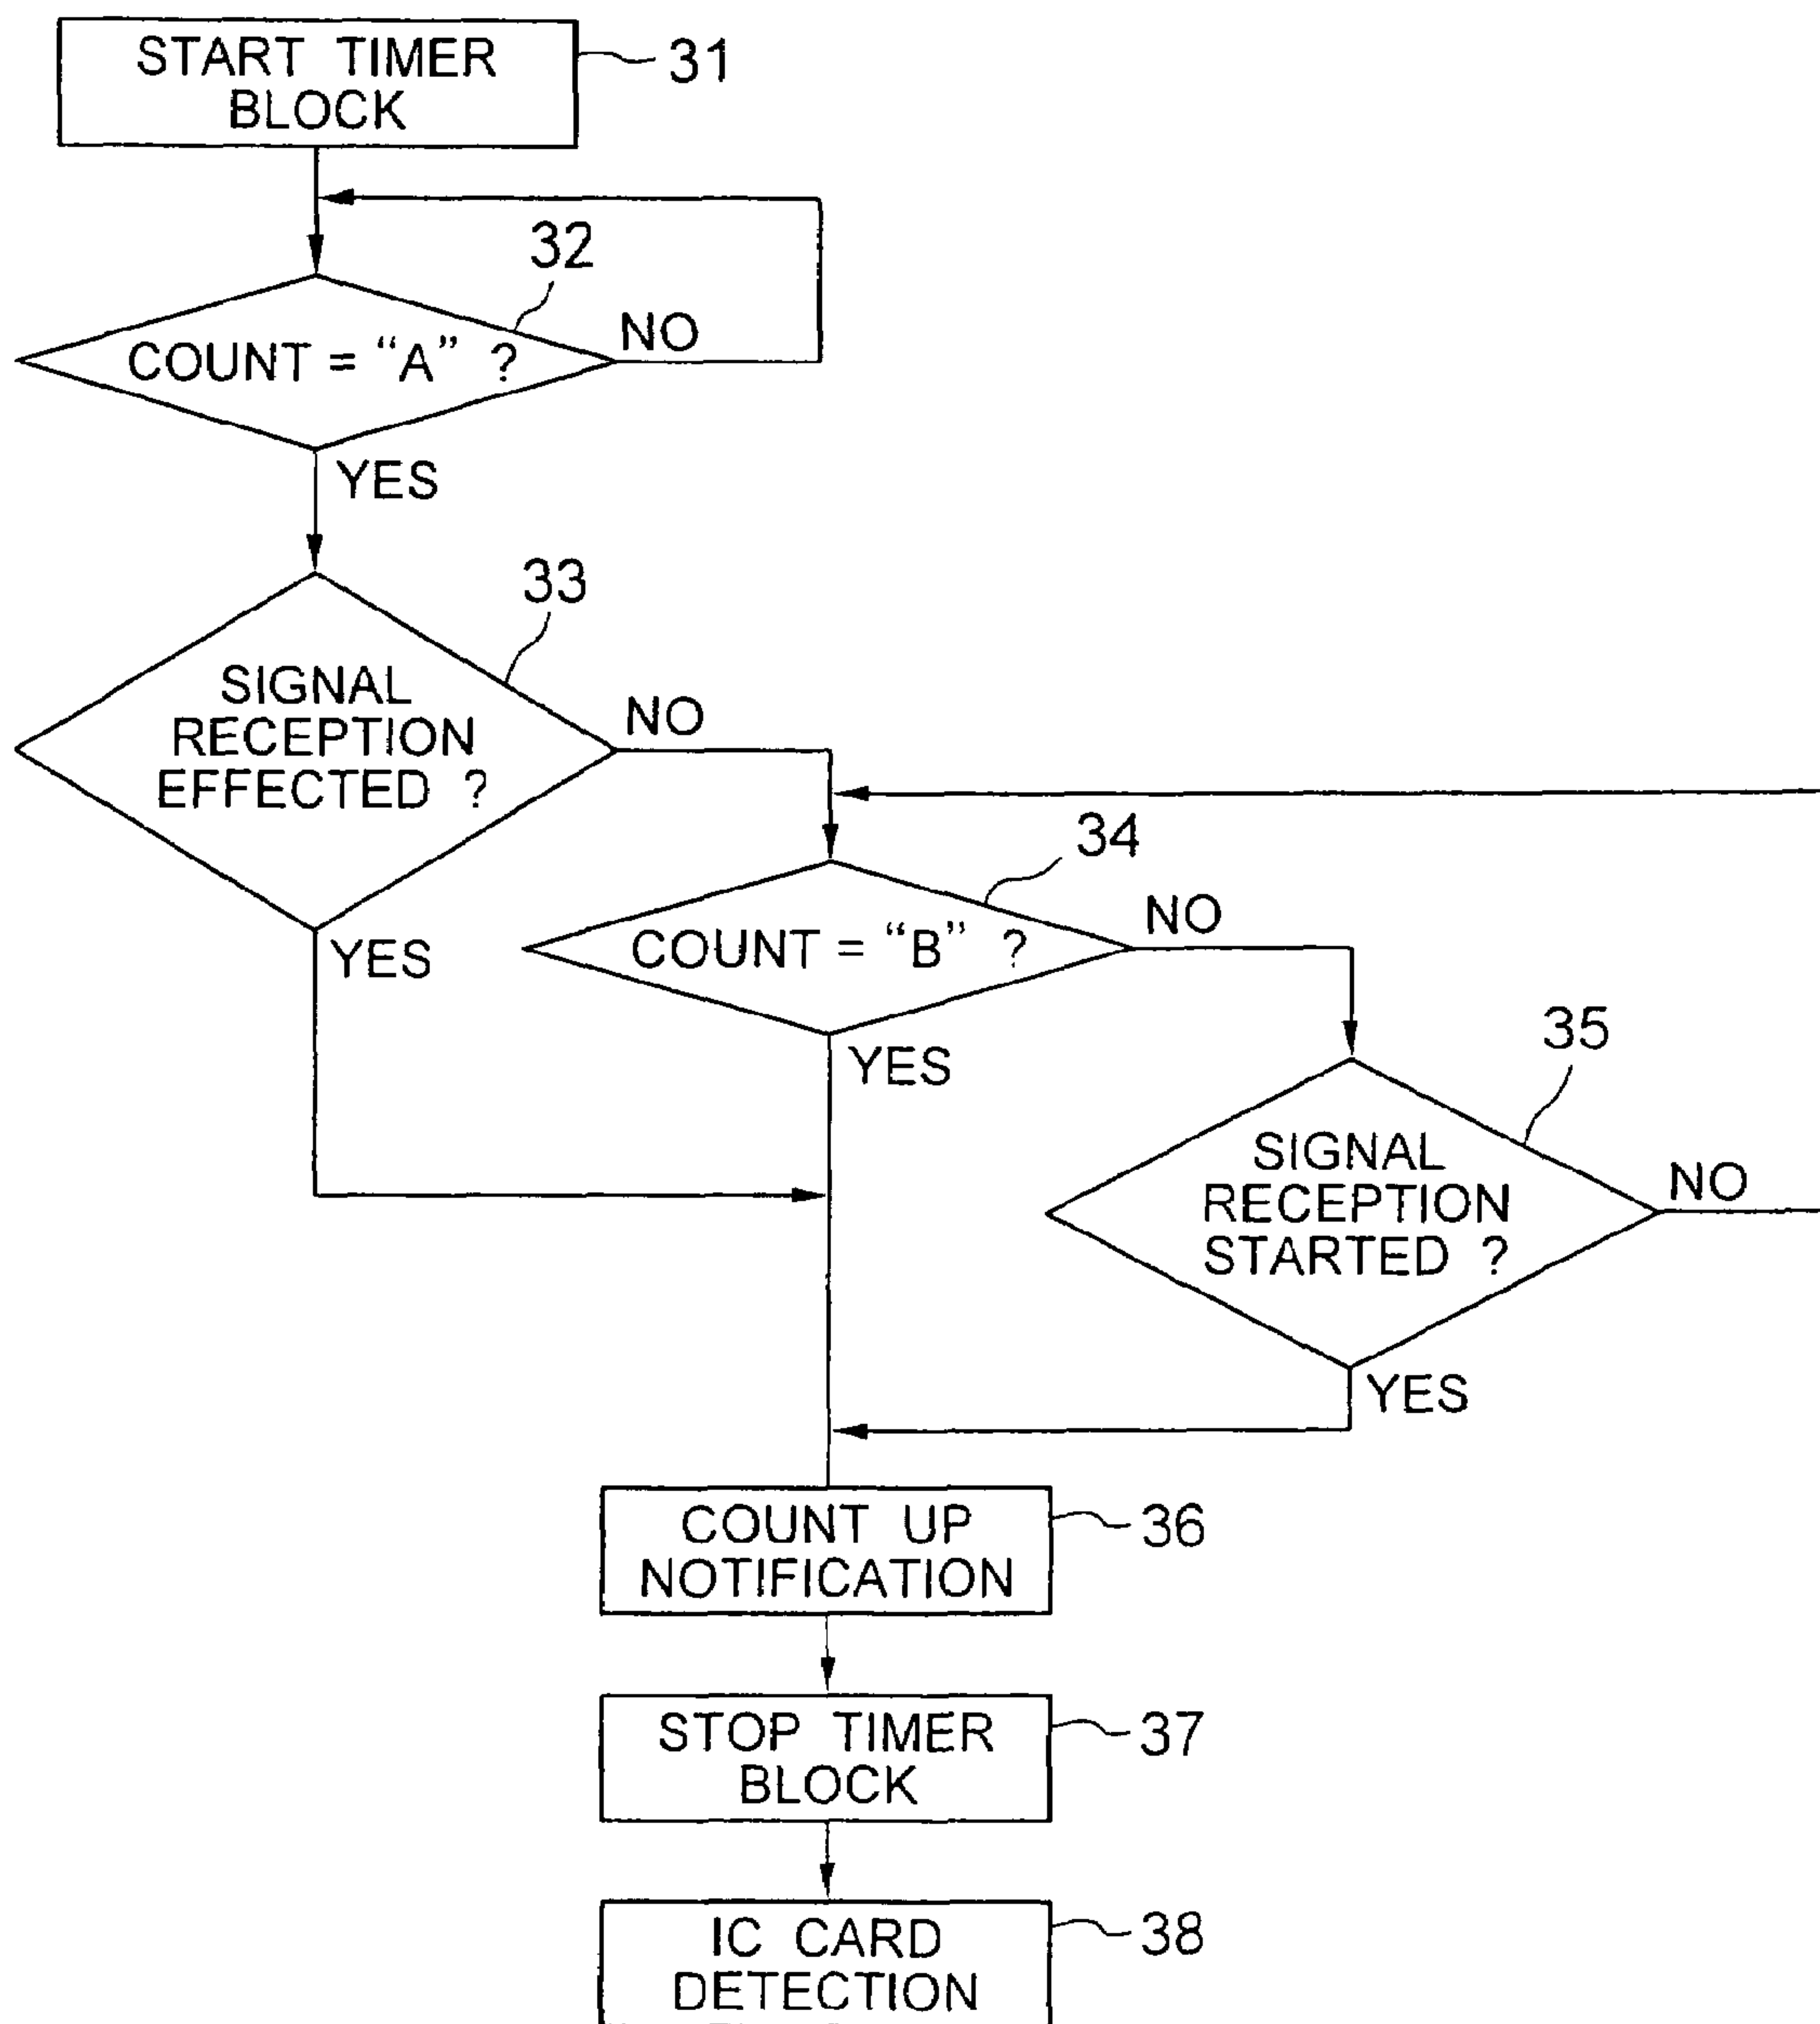 START TIMER
BLOCK
31
32
COUNT = “A” ?
NO
YES
33
SIGNAL
RECEPTION
EFFECTED ?
NO
YES
34
COUNT = “B” ?
NO
YES
35
SIGNAL
RECEPTION
STARTED ?
NO
YES
COUNT UP
NOTIFICATION
36
STOP TIMER
BLOCK
37
IC CARD
DETECTION
38